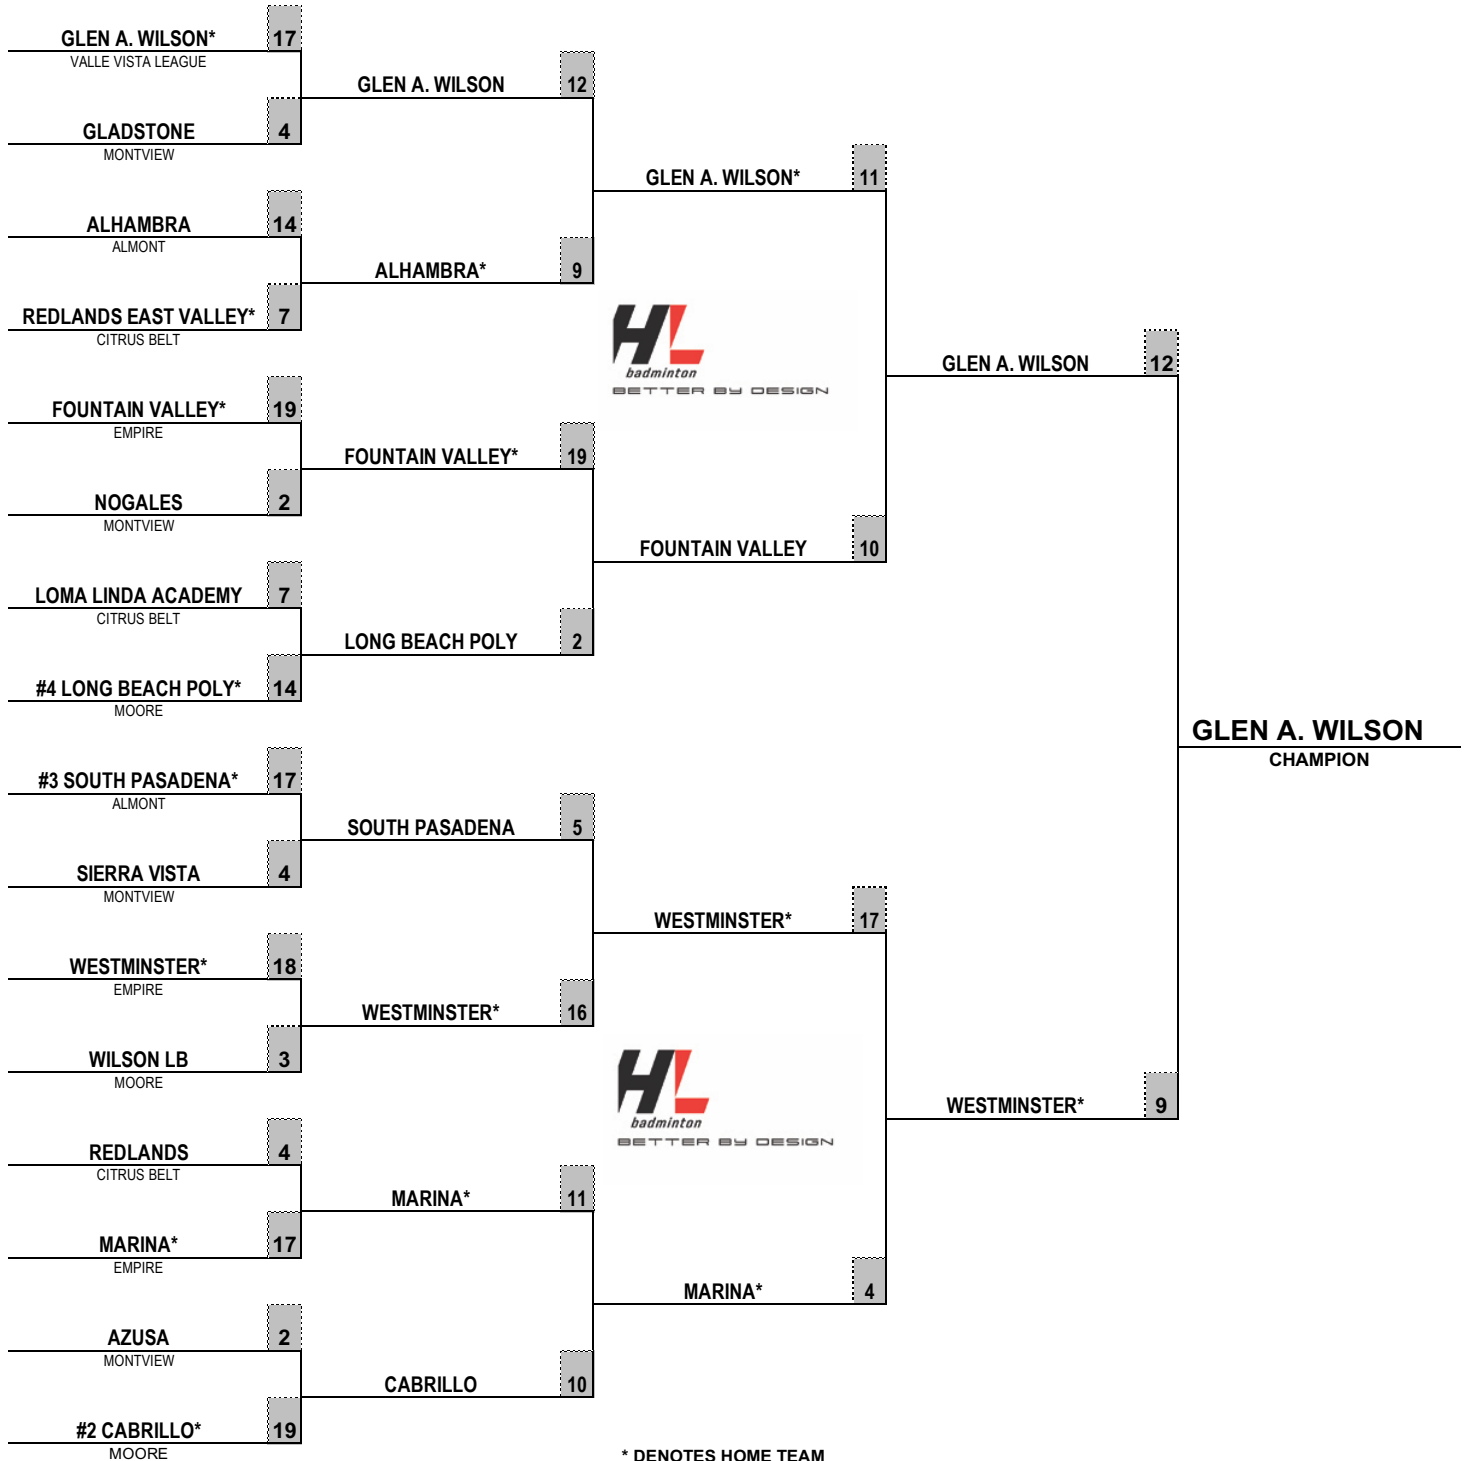 GLEN A. WILSON* 17
VALLE VISTA LEAGUE
GLEN A. WILSON 12
GLADSTONE 4
MONTVIEW
GLEN A. WILSON* 11
ALHAMBRA 14
ALMONT
ALHAMBRA* 9
REDLANDS EAST VALLEY* 7
CITRUS BELT
HL
badminton
BETTER BY DESIGN
GLEN A. WILSON 12
FOUNTAIN VALLEY* 19
EMPIRE
FOUNTAIN VALLEY* 19
NOGALES 2
MONTVIEW
FOUNTAIN VALLEY 10
LOMA LINDA ACADEMY 7
CITRUS BELT
LONG BEACH POLY 2
#4 LONG BEACH POLY* 14
MOORE
GLEN A. WILSON
CHAMPION
#3 SOUTH PASADENA* 17
ALMONT
SOUTH PASADENA 5
SIERRA VISTA 4
MONTVIEW
WESTMINSTER* 17
WESTMINSTER* 18
EMPIRE
WESTMINSTER* 16
WILSON LB 3
MOORE
HL
badminton
BETTER BY DESIGN
WESTMINSTER* 9
REDLANDS 4
CITRUS BELT
MARINA* 11
MARINA* 17
EMPIRE
MARINA* 4
AZUSA 2
MONTVIEW
CABRILLO 10
#2 CABRILLO* 19
MOORE
* DENOTES HOME TEAM